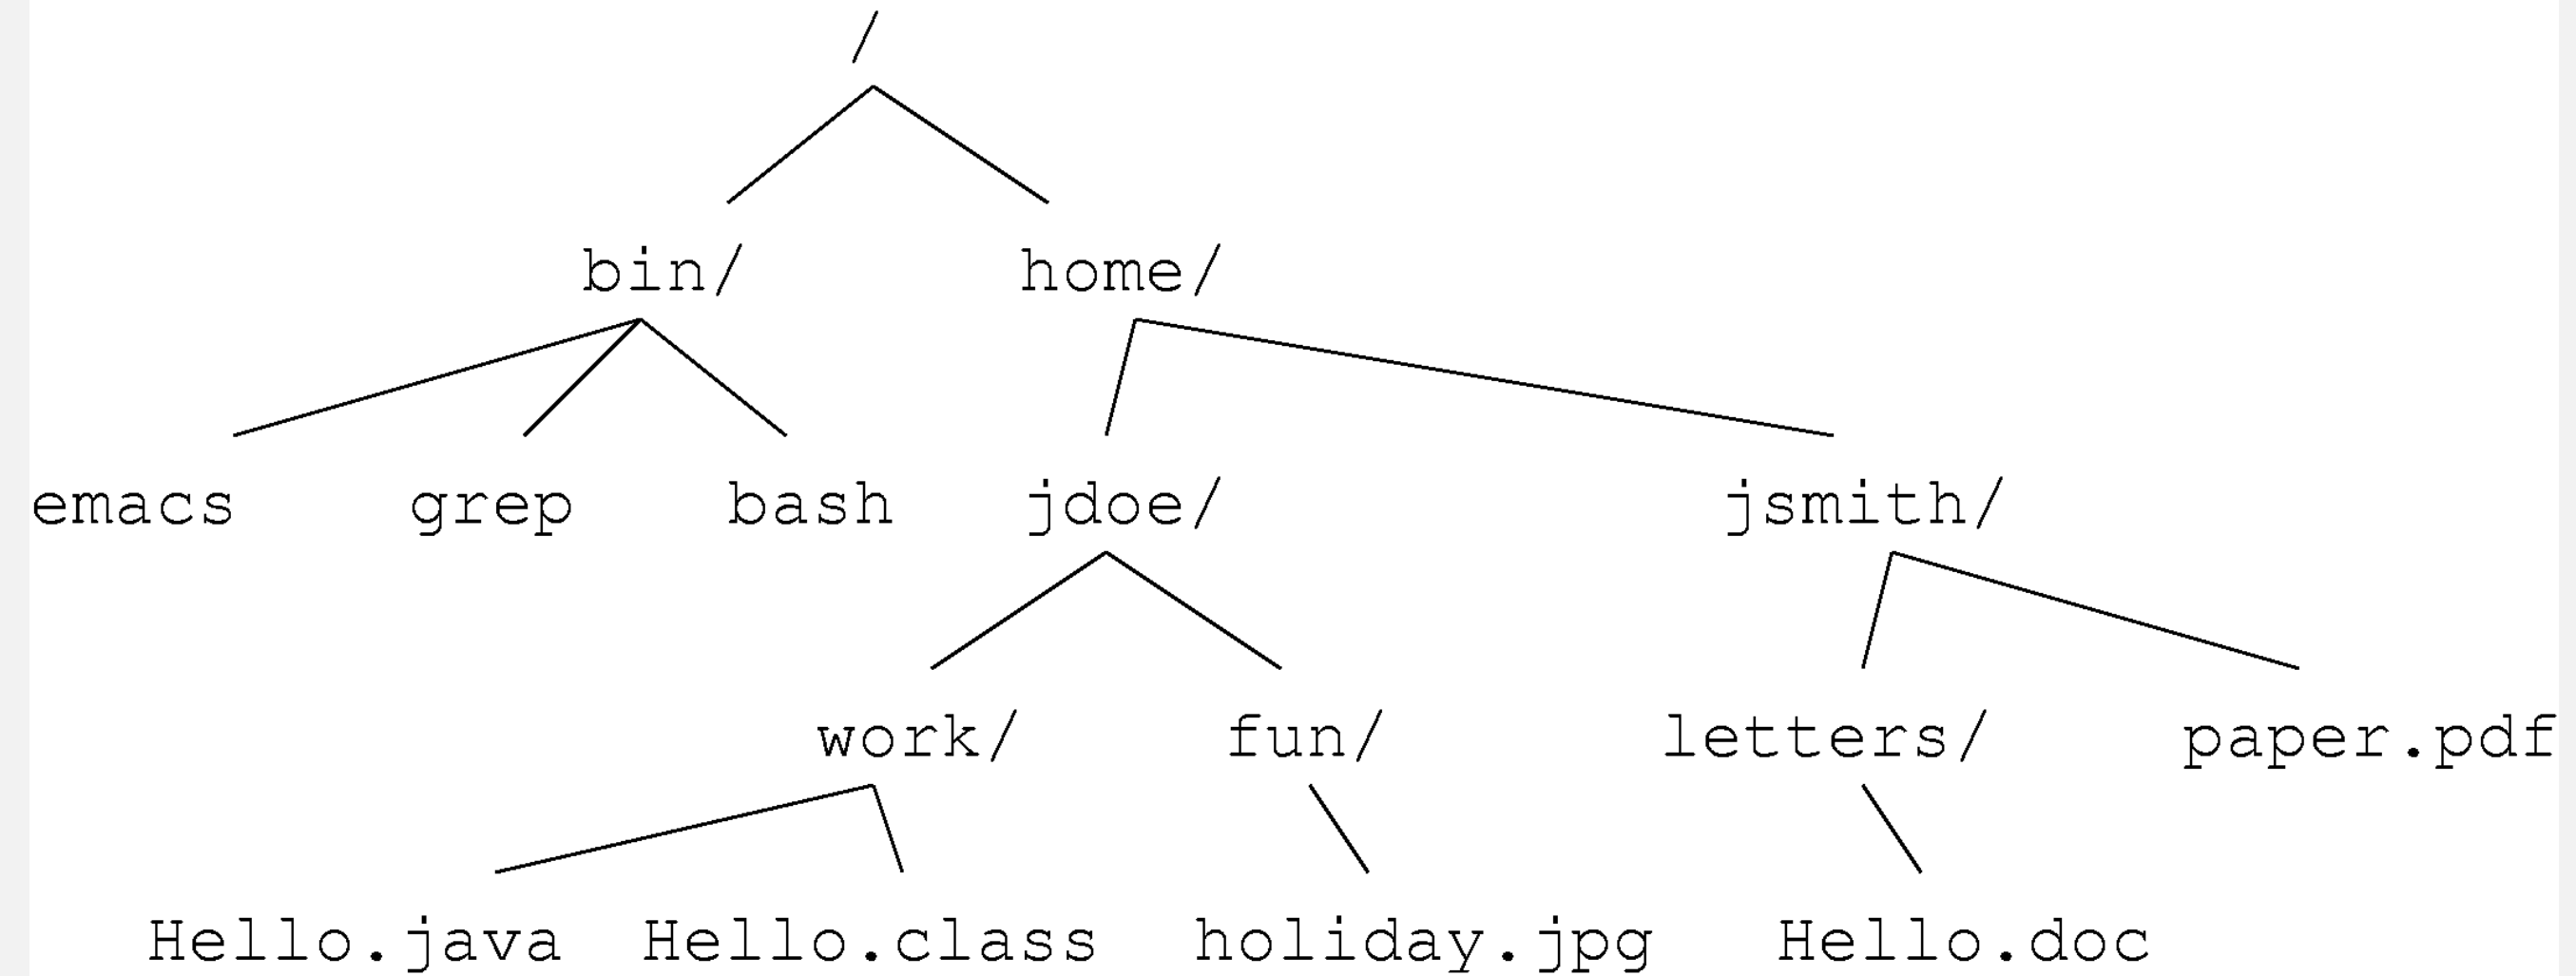 /
bin/ home/
emacs grep bash jdoe/ jsmith/
work/ fun/ letters/ paper.pdf
Hello.java Hello.class holiday.jpg Hello.doc